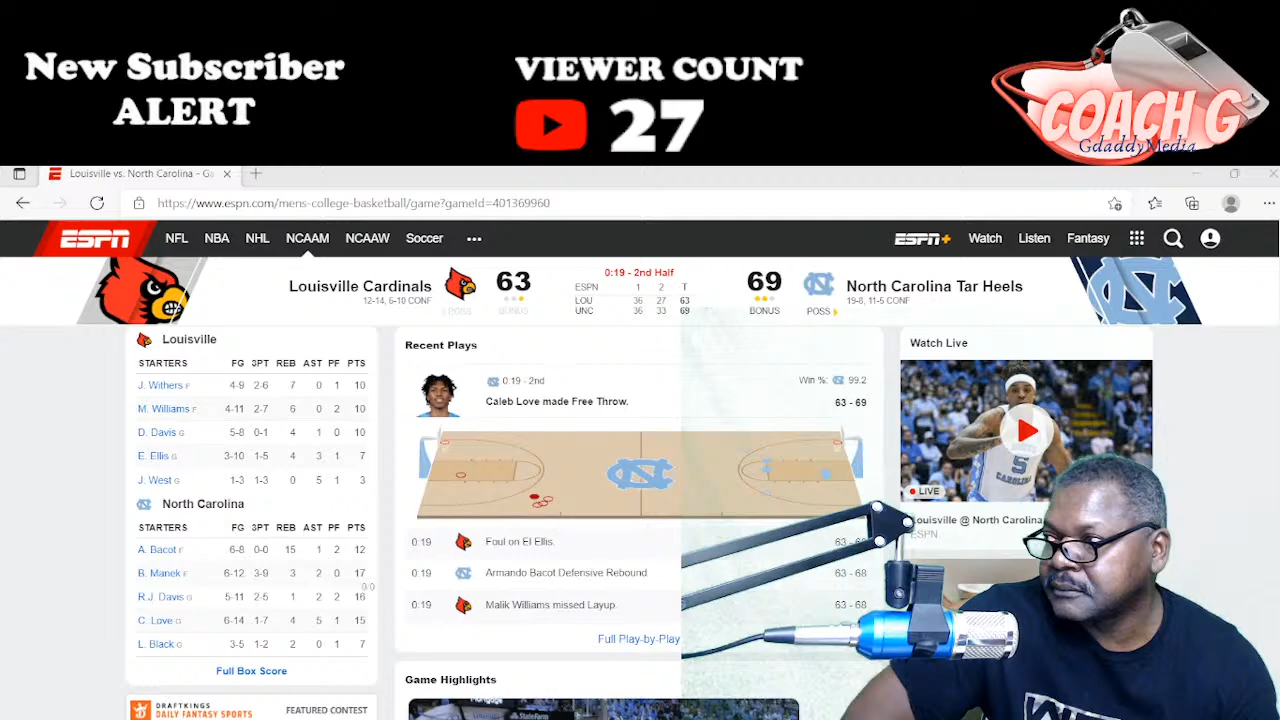 New Subscriber
ALERT
VIEWER COUNT
27
COACH G
GdaddyMedia
Louisville vs. North Carolina - Ga
https://www.espn.com/mens-college-basketball/game?gameId=401369960
ESPN NFL NBA NHL NCAAM NCAAW Soccer ... ESPN+ Watch Listen Fantasy
Louisville Cardinals 63 0:19 - 2nd Half 69 North Carolina Tar Heels
12-14, 6-10 CONF POSS BONUS BONUS POSS 19-8, 11-5 CONF
ESPN 1 2 T
LOU 36 27 63
UNC 36 33 69
Louisville
STARTERS FG 3PT REB AST PF PTS
J. Withers F 4-9 2-6 7 0 1 10
M. Williams F 4-11 2-7 6 0 2 10
D. Davis G 5-8 0-1 4 1 0 10
E. Ellis G 3-10 1-5 4 3 1 7
J. West G 1-3 1-3 0 5 1 3
North Carolina
STARTERS FG 3PT REB AST PF PTS
A. Bacot F 6-8 0-0 15 1 2 12
B. Manek F 6-12 3-9 3 2 0 17
0/0
R.J. Davis G 5-11 2-5 1 2 2 16
C. Love G 6-14 1-7 4 5 1 15
L. Black G 3-5 1-2 2 0 1 7
Full Box Score
DRAFTKINGS
DAILY FANTASY SPORTS
FEATURED CONTEST
Recent Plays
0:19 - 2nd Win %: 99.2
Caleb Love made Free Throw. 63 - 69
0:19 Foul on El Ellis. 63 - 68
0:19 Armando Bacot Defensive Rebound 63 - 68
0:19 Malik Williams missed Layup. 63 - 68
Full Play-by-Play
Game Highlights
StateFarm
Watch Live
5
CAROLINA
LIVE
Louisville @ North Carolina
ESPN